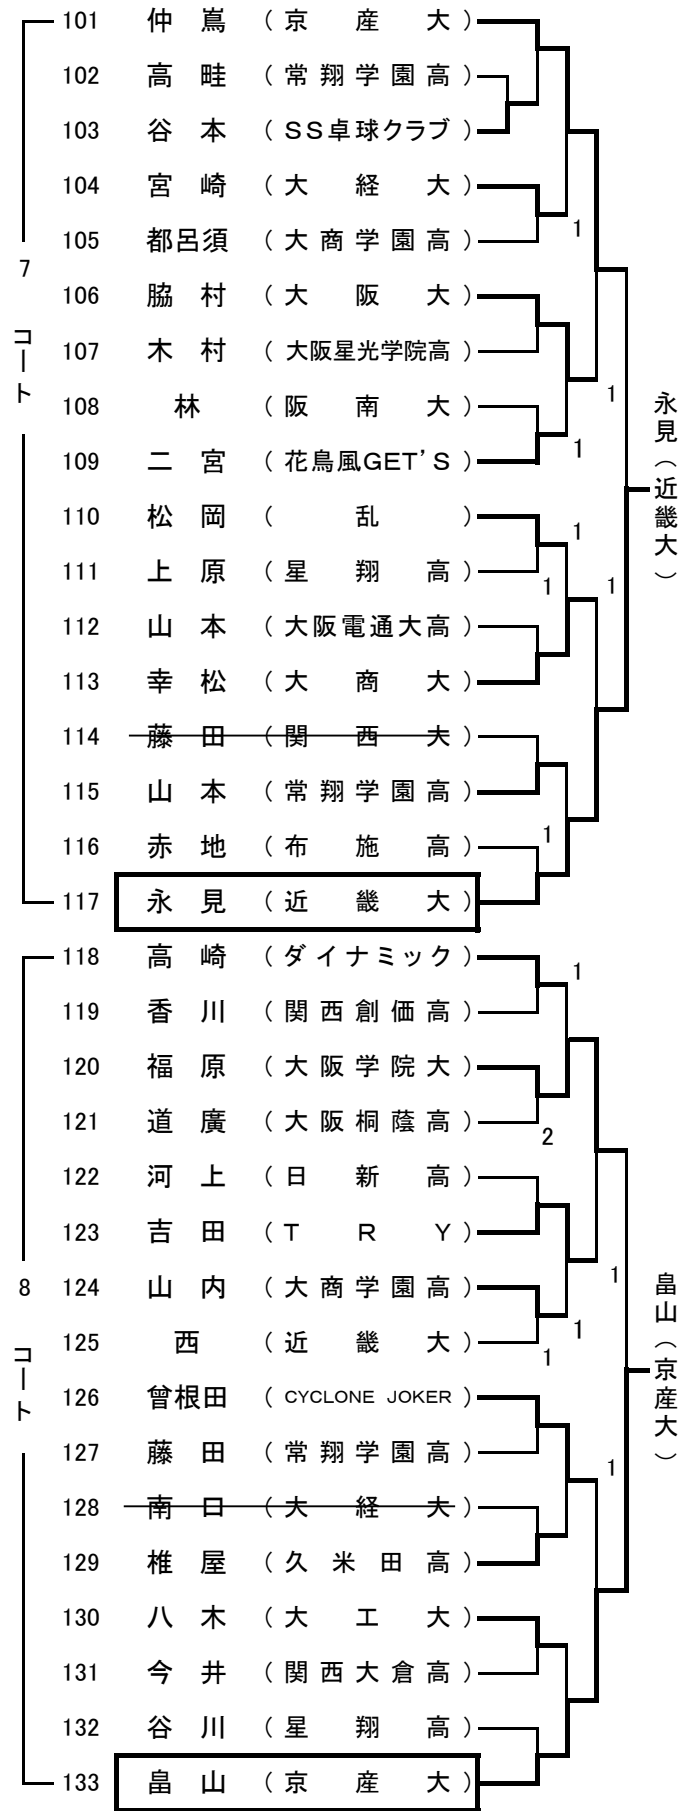 101 仲嶌 （京産大）
102 高畦 （常翔学園高）
103 谷本 （SS卓球クラブ）
104 宮崎 （大経大）
105 都呂須 （大商学園高）
1
7コート
106 脇村 （大阪大）
107 木村 （大阪星光学院高）
1
108 林 （阪南大）
109 二宮 （花鳥風GET'S）
1
永見（近畿大）
110 松岡 （乱）
1
111 上原 （星翔高）
1
1
112 山本 （大阪電通大高）
113 幸松 （大商大）
114 藤田 （関西大）
115 山本 （常翔学園高）
116 赤地 （布施高）
1
117 永見 （近畿大）
118 高崎 （ダイナミック）
1
119 香川 （関西創価高）
120 福原 （大阪学院大）
121 道廣 （大阪桐蔭高）
2
122 河上 （日新高）
123 吉田 （TRY）
1
8コート
124 山内 （大商学園高）
1
125 西 （近畿大）
1
畠山（京産大）
126 曾根田 （CYCLONE JOKER）
127 藤田 （常翔学園高）
1
128 南口 （大経大）
129 椎屋 （久米田高）
130 八木 （大工大）
131 今井 （関西大倉高）
132 谷川 （星翔高）
133 畠山 （京産大）